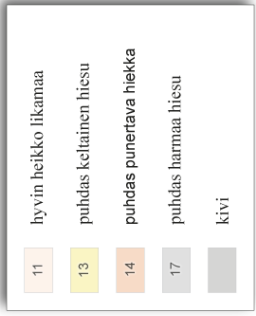 11 hyvin heikko likamaa
13 puhdas keltainen hiesu
14 puhdas punertava hiekka
17 puhdas harmaa hiesu
kivi